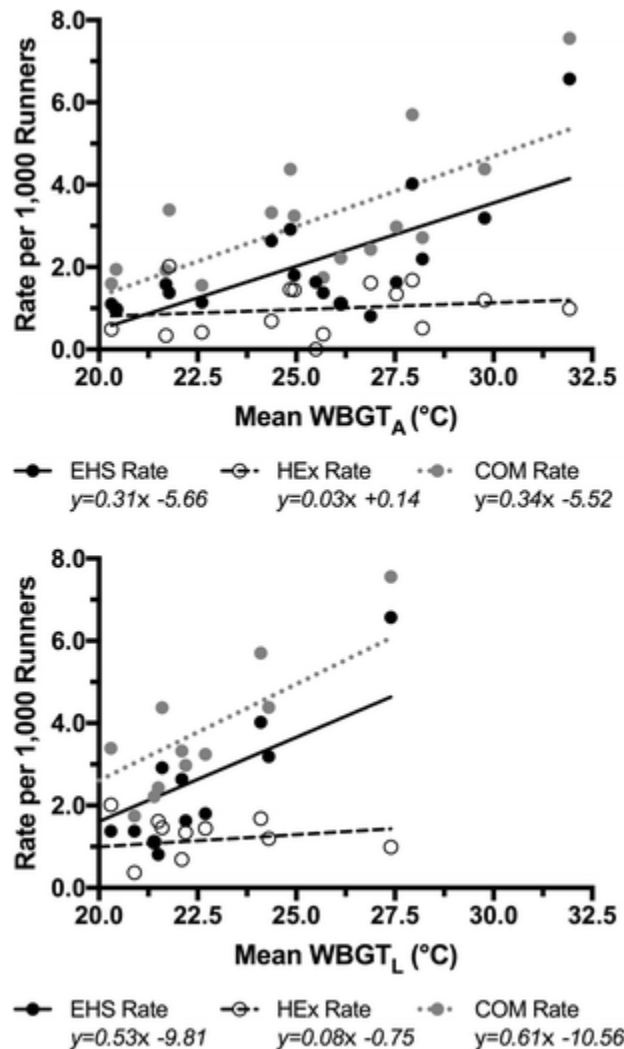 8.0
6.0
4.0
2.0
0.0
Rate per 1,000 Runners
20.0 22.5 25.0 27.5 30.0 32.5
Mean WBGT_A (°C)
EHS Rate HEx Rate COM Rate
y=0.31x -5.66 y=0.03x +0.14 y=0.34x -5.52
8.0
6.0
4.0
2.0
0.0
Rate per 1,000 Runners
20.0 22.5 25.0 27.5 30.0 32.5
Mean WBGT_L (°C)
EHS Rate HEx Rate COM Rate
y=0.53x -9.81 y=0.08x -0.75 y=0.61x -10.56